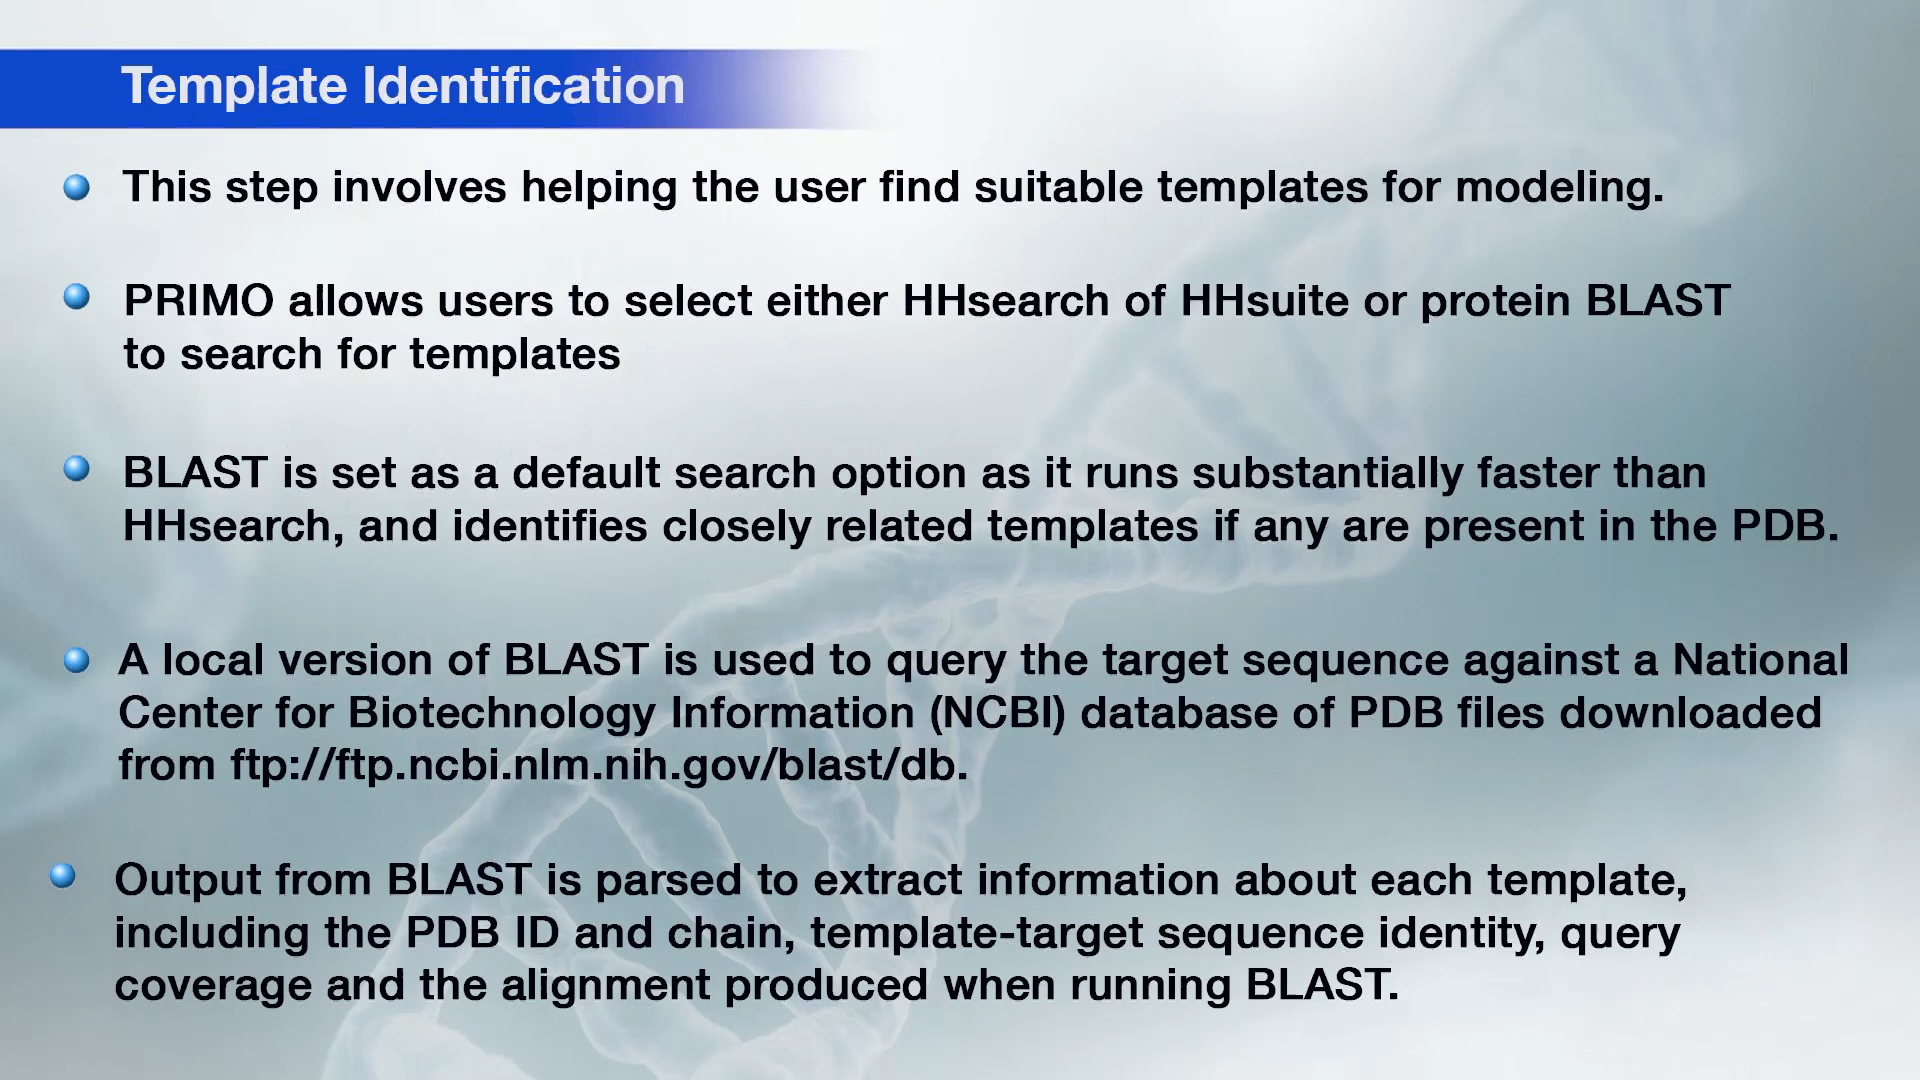 Template Identification
This step involves helping the user find suitable templates for modeling.
PRIMO allows users to select either HHsearch of HHsuite or protein BLAST
to search for templates
BLAST is set as a default search option as it runs substantially faster than
HHsearch, and identifies closely related templates if any are present in the PDB.
A local version of BLAST is used to query the target sequence against a National
Center for Biotechnology Information (NCBI) database of PDB files downloaded
from ftp://ftp.ncbi.nlm.nih.gov/blast/db.
Output from BLAST is parsed to extract information about each template,
including the PDB ID and chain, template-target sequence identity, query
coverage and the alignment produced when running BLAST.